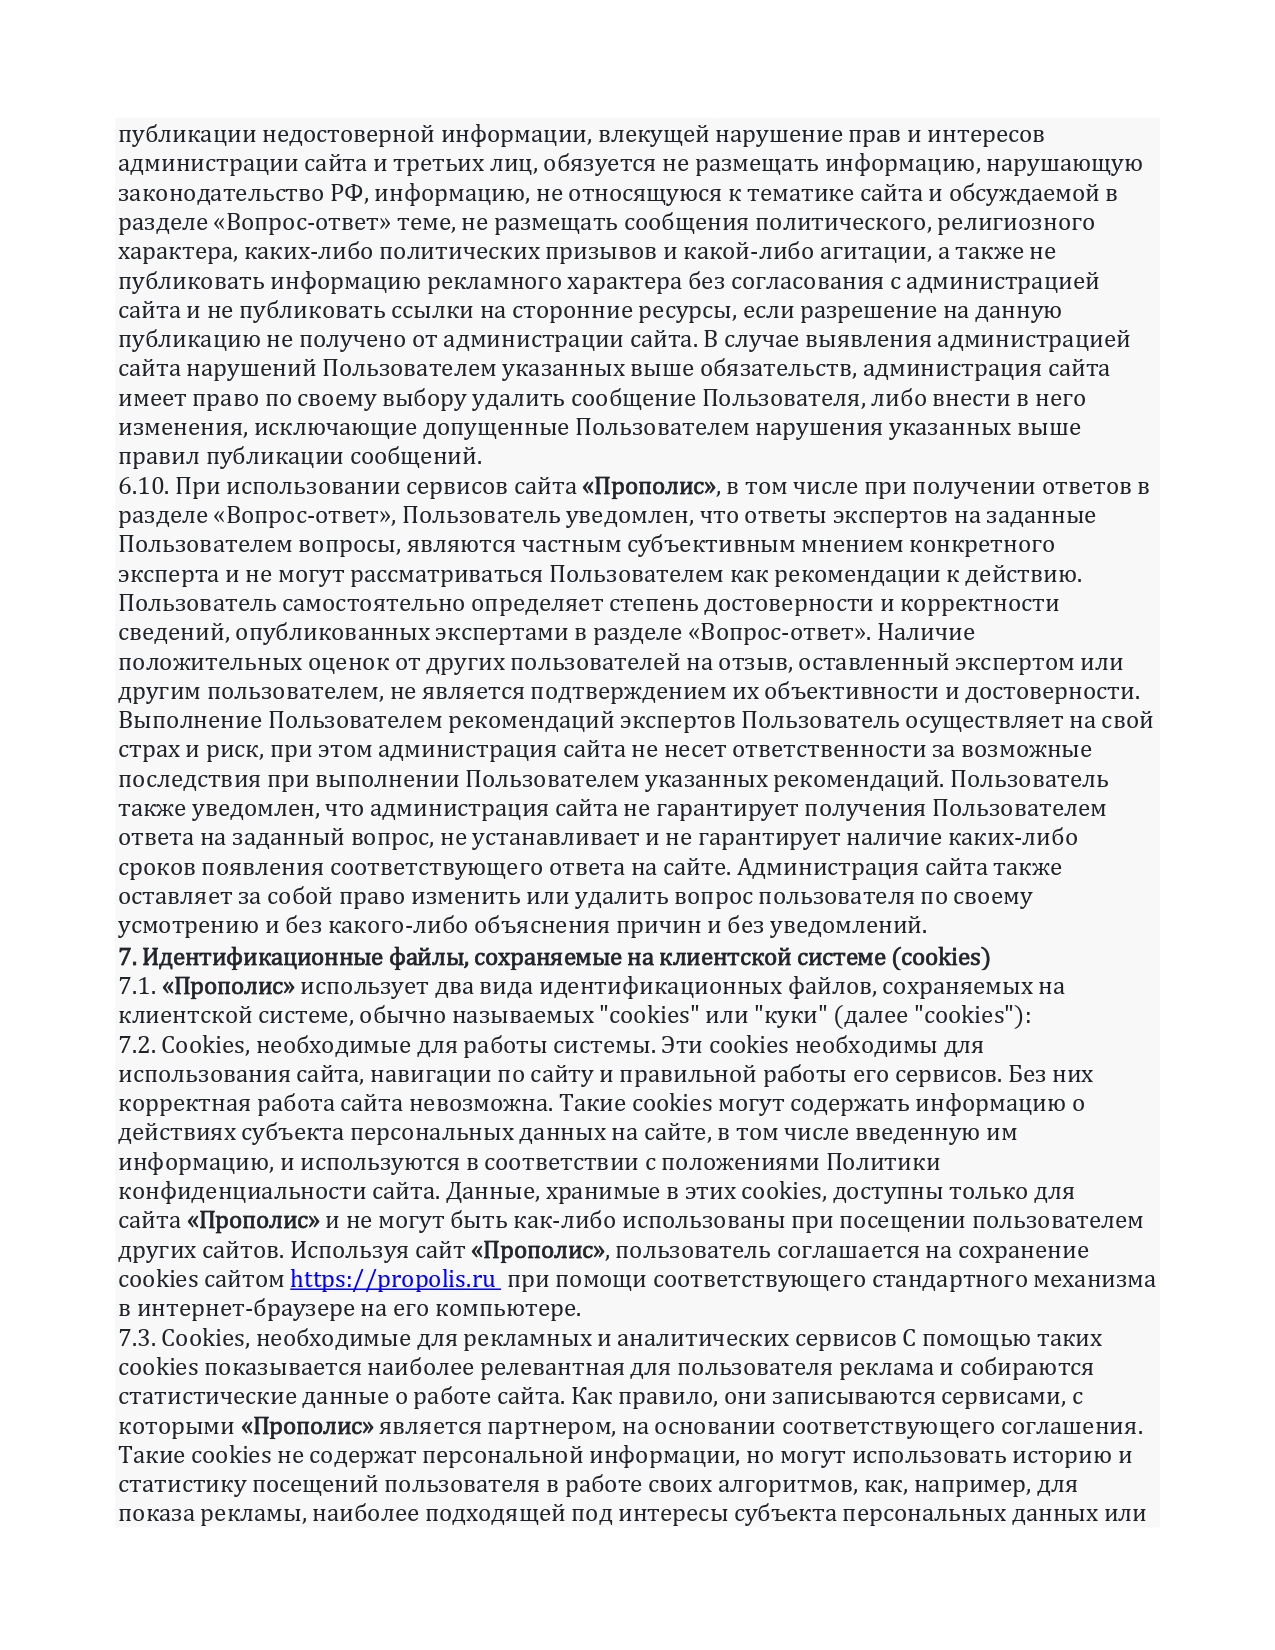 публикации недостоверной информации, влекущей нарушение прав и интересов
администрации сайта и третьих лиц, обязуется не размещать информацию, нарушающую
законодательство РФ, информацию, не относящуюся к тематике сайта и обсуждаемой в
разделе «Вопрос-ответ» теме, не размещать сообщения политического, религиозного
характера, каких-либо политических призывов и какой-либо агитации, а также не
публиковать информацию рекламного характера без согласования с администрацией
сайта и не публиковать ссылки на сторонние ресурсы, если разрешение на данную
публикацию не получено от администрации сайта. В случае выявления администрацией
сайта нарушений Пользователем указанных выше обязательств, администрация сайта
имеет право по своему выбору удалить сообщение Пользователя, либо внести в него
изменения, исключающие допущенные Пользователем нарушения указанных выше
правил публикации сообщений.
6.10. При использовании сервисов сайта «Прополис», в том числе при получении ответов в
разделе «Вопрос-ответ», Пользователь уведомлен, что ответы экспертов на заданные
Пользователем вопросы, являются частным субъективным мнением конкретного
эксперта и не могут рассматриваться Пользователем как рекомендации к действию.
Пользователь самостоятельно определяет степень достоверности и корректности
сведений, опубликованных экспертами в разделе «Вопрос-ответ». Наличие
положительных оценок от других пользователей на отзыв, оставленный экспертом или
другим пользователем, не является подтверждением их объективности и достоверности.
Выполнение Пользователем рекомендаций экспертов Пользователь осуществляет на свой
страх и риск, при этом администрация сайта не несет ответственности за возможные
последствия при выполнении Пользователем указанных рекомендаций. Пользователь
также уведомлен, что администрация сайта не гарантирует получения Пользователем
ответа на заданный вопрос, не устанавливает и не гарантирует наличие каких-либо
сроков появления соответствующего ответа на сайте. Администрация сайта также
оставляет за собой право изменить или удалить вопрос пользователя по своему
усмотрению и без какого-либо объяснения причин и без уведомлений.
7. Идентификационные файлы, сохраняемые на клиентской системе (cookies)
7.1. «Прополис» использует два вида идентификационных файлов, сохраняемых на
клиентской системе, обычно называемых "cookies" или "куки" (далее "cookies"):
7.2. Cookies, необходимые для работы системы. Эти cookies необходимы для
использования сайта, навигации по сайту и правильной работы его сервисов. Без них
корректная работа сайта невозможна. Такие cookies могут содержать информацию о
действиях субъекта персональных данных на сайте, в том числе введенную им
информацию, и используются в соответствии с положениями Политики
конфиденциальности сайта. Данные, хранимые в этих cookies, доступны только для
сайта «Прополис» и не могут быть как-либо использованы при посещении пользователем
других сайтов. Используя сайт «Прополис», пользователь соглашается на сохранение
cookies сайтом https://propolis.ru при помощи соответствующего стандартного механизма
в интернет-браузере на его компьютере.
7.3. Cookies, необходимые для рекламных и аналитических сервисов С помощью таких
cookies показывается наиболее релевантная для пользователя реклама и собираются
статистические данные о работе сайта. Как правило, они записываются сервисами, с
которыми «Прополис» является партнером, на основании соответствующего соглашения.
Такие cookies не содержат персональной информации, но могут использовать историю и
статистику посещений пользователя в работе своих алгоритмов, как, например, для
показа рекламы, наиболее подходящей под интересы субъекта персональных данных или